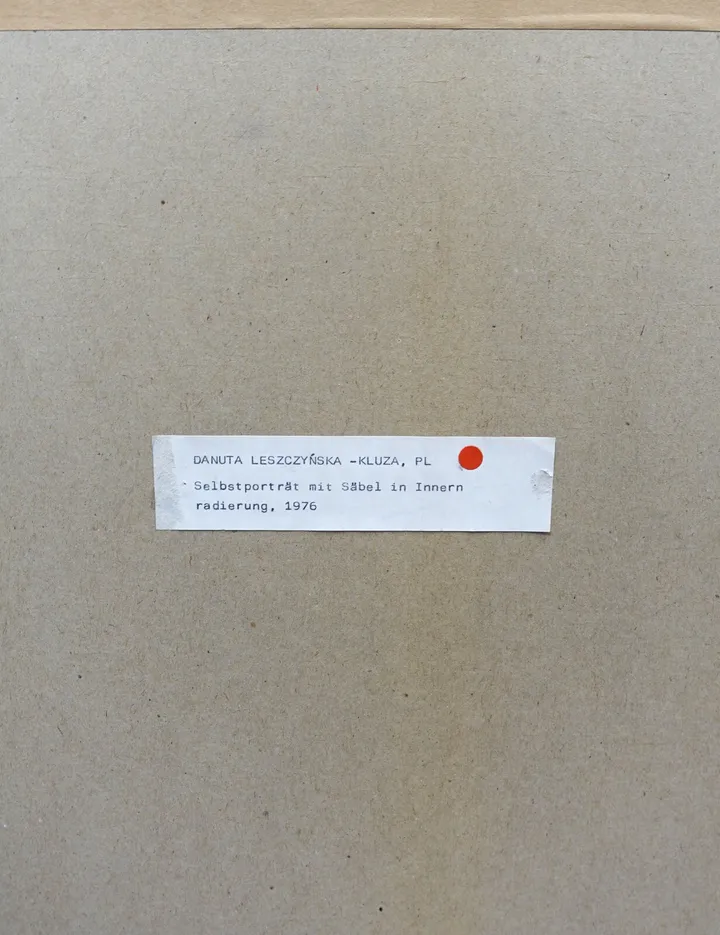 DANUTA LESZCZYŃSKA -KLUZA, PL
Selbstporträt mit Säbel in Innern
radierung, 1976